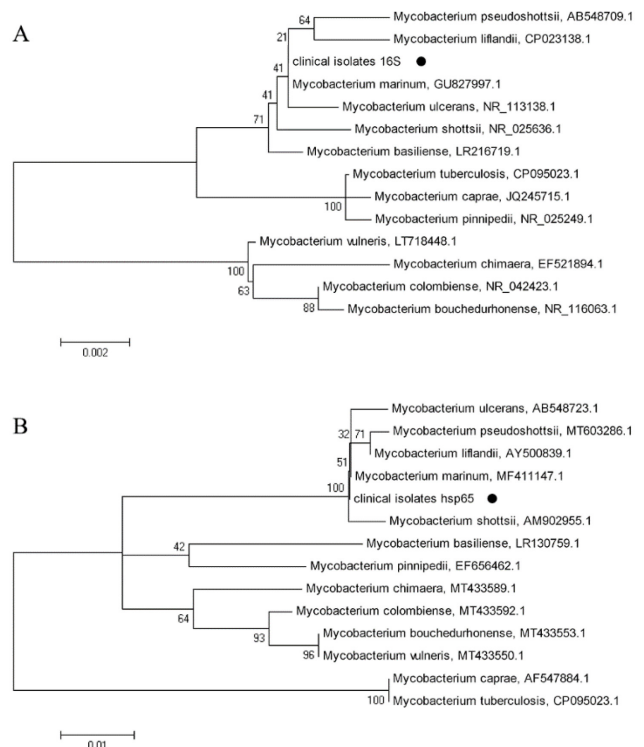 A
64
Mycobacterium pseudoshottsii, AB548709.1
21
Mycobacterium liflandii, CP023138.1
clinical isolates 16S
41
Mycobacterium marinum, GU827997.1
41
Mycobacterium ulcerans, NR_113138.1
71
Mycobacterium shottsii, NR_025636.1
Mycobacterium basiliense, LR216719.1
Mycobacterium tuberculosis, CP095023.1
Mycobacterium caprae, JQ245715.1
100
Mycobacterium pinnipedii, NR_025249.1
Mycobacterium vulneris, LT718448.1
100
Mycobacterium chimaera, EF521894.1
63
Mycobacterium colombiense, NR_042423.1
88
Mycobacterium bouchedurhonense, NR_116063.1
0.002
B
Mycobacterium ulcerans, AB548723.1
32
71
Mycobacterium pseudoshottsii, MT603286.1
Mycobacterium liflandii, AY500839.1
51
Mycobacterium marinum, MF411147.1
100
clinical isolates hsp65
Mycobacterium shottsii, AM902955.1
42
Mycobacterium basiliense, LR130759.1
Mycobacterium pinnipedii, EF656462.1
Mycobacterium chimaera, MT433589.1
64
Mycobacterium colombiense, MT433592.1
93
Mycobacterium bouchedurhonense, MT433553.1
96
Mycobacterium vulneris, MT433550.1
Mycobacterium caprae, AF547884.1
100
Mycobacterium tuberculosis, CP095023.1
0.01